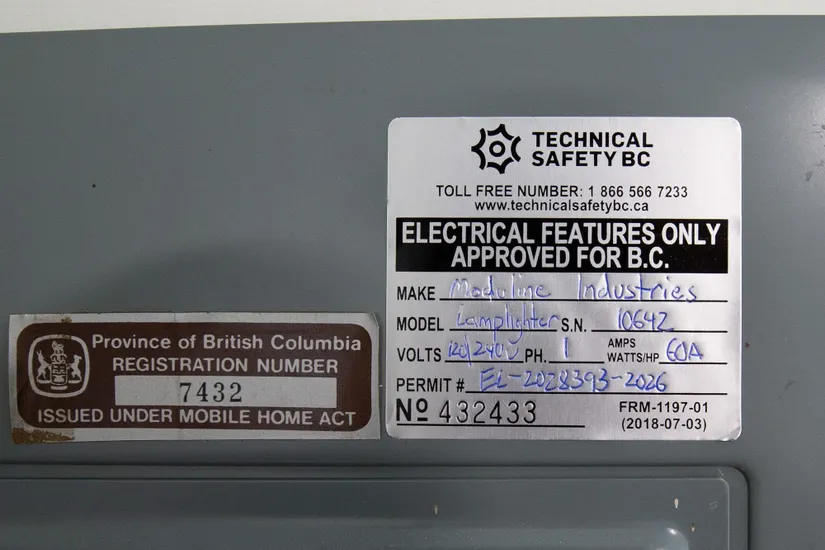 Province of British Columbia
REGISTRATION NUMBER
7432
ISSUED UNDER MOBILE HOME ACT
TECHNICAL
SAFETY BC
TOLL FREE NUMBER: 1 866 566 7233
www.technicalsafetybc.ca
ELECTRICAL FEATURES ONLY
APPROVED FOR B.C.
MAKE Moduline Industries
MODEL Lamplighter S.N. 10642
VOLTS 120/240V PH. 1 AMPS WATTS/HP 60A
PERMIT # EL-2028393-2026
Nº 432433 FRM-1197-01
(2018-07-03)